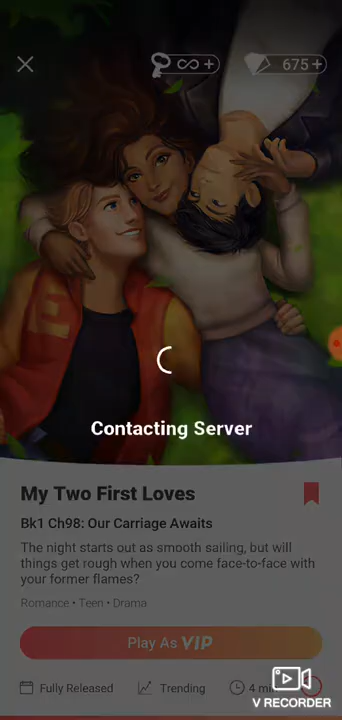 ∞ +
675 +
Contacting Server
My Two First Loves
Bk1 Ch98: Our Carriage Awaits
The night starts out as smooth sailing, but will
things get rough when you come face-to-face with
your former flames?
Romance • Teen • Drama
Play As VIP
Fully Released
Trending
4
V RECORDER